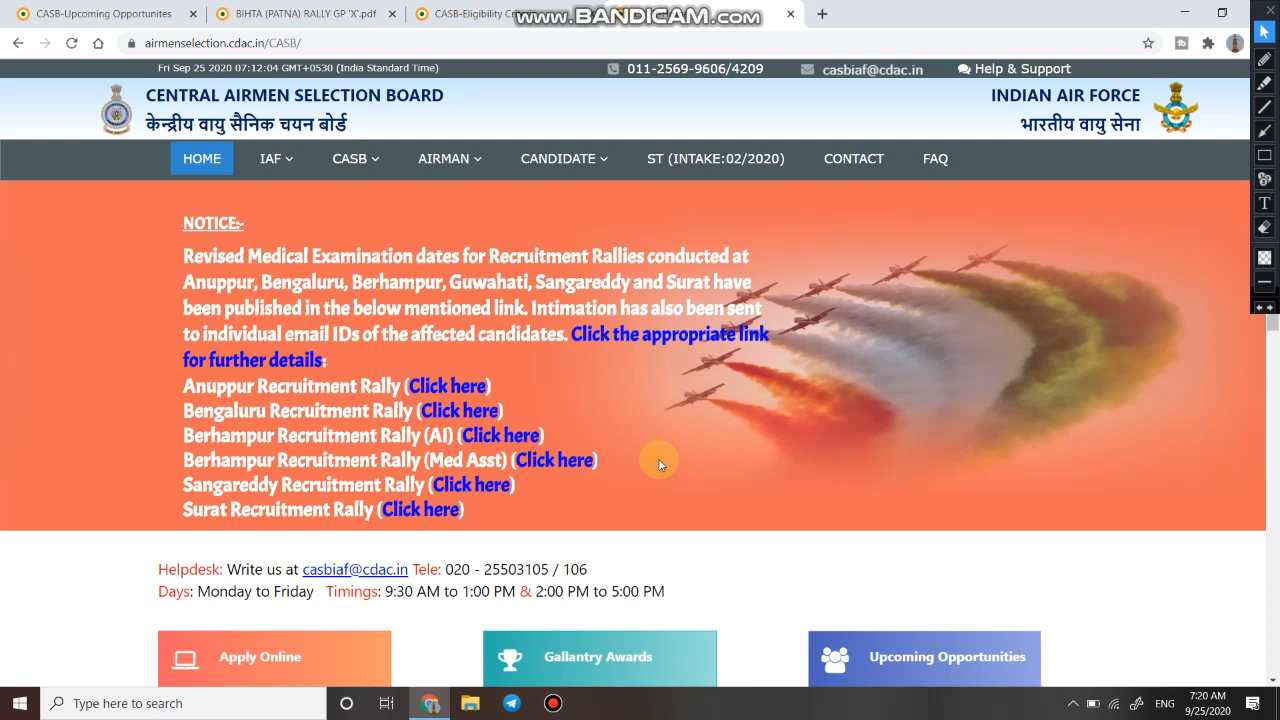 CASB-Upcoming Opportunites
BIHTA (PATNA) RALLY GP 'X'.pdf
CASB-Eligibility
www.BANDICAM.com
airmenselection.cdac.in/CASB/
Fri Sep 25 2020 07:12:04 GMT+0530 (India Standard Time)
011-2569-9606/4209
casbiaf@cdac.in
Help & Support
CENTRAL AIRMEN SELECTION BOARD
केन्द्रीय वायु सैनिक चयन बोर्ड
INDIAN AIR FORCE
भारतीय वायु सेना
HOME
IAF
CASB
AIRMAN
CANDIDATE
ST (INTAKE:02/2020)
CONTACT
FAQ
NOTICE:-
Revised Medical Examination dates for Recruitment Rallies conducted at
Anuppur, Bengaluru, Berhampur, Guwahati, Sangareddy and Surat have
been published in the below mentioned link. Intimation has also been sent
to individual email IDs of the affected candidates. Click the appropriate link
for further details:
Anuppur Recruitment Rally (Click here)
Bengaluru Recruitment Rally (Click here)
Berhampur Recruitment Rally (AI) (Click here)
Berhampur Recruitment Rally (Med Asst) (Click here)
Sangareddy Recruitment Rally (Click here)
Surat Recruitment Rally (Click here)
Helpdesk: Write us at casbiaf@cdac.in Tele: 020 - 25503105 / 106
Days: Monday to Friday Timings: 9:30 AM to 1:00 PM & 2:00 PM to 5:00 PM
Apply Online
Gallantry Awards
Upcoming Opportunities
Type here to search
ENG
7:20 AM
9/25/2020